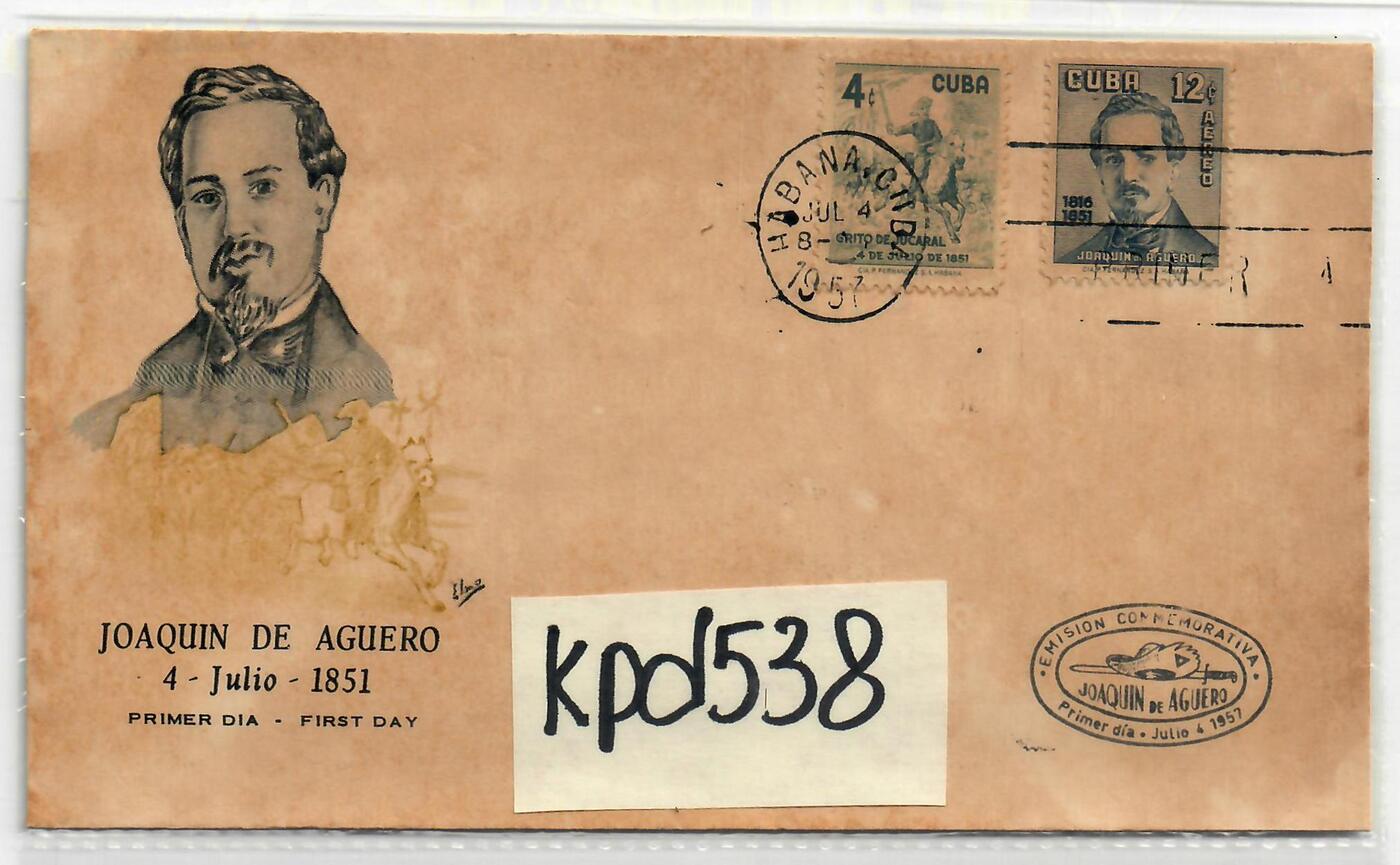 4¢ CUBA
GRITO DE JUCARAL
4 DE JULIO DE 1851
CUBA 12¢
AEREO
1816
1851
JOAQUIN DE AGUERO
HABANA, CUBA
JUL 4
8-
1957
JOAQUIN DE AGUERO
4 - Julio - 1851
PRIMER DIA - FIRST DAY
Kpd538
EMISION CONMEMORATIVA
JOAQUIN DE AGUERO
Primer día • Julio 4 1957